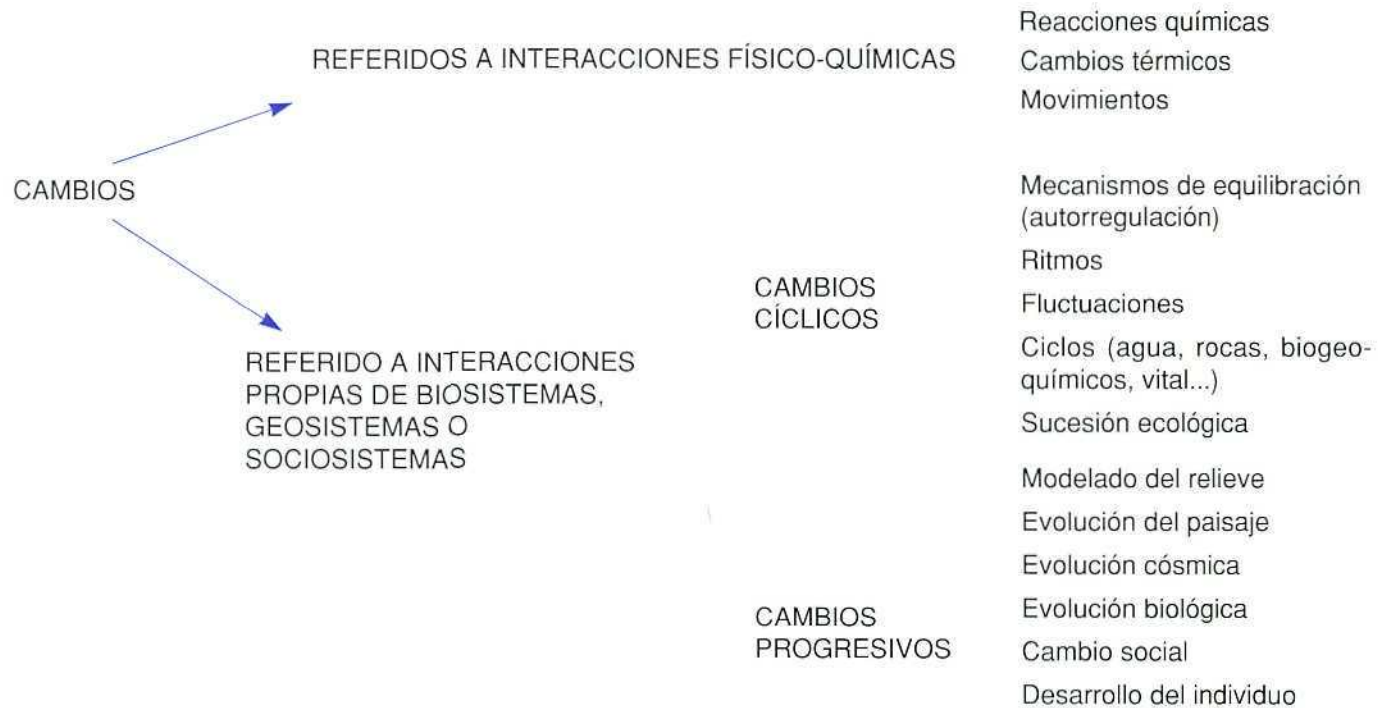 CAMBIOS
REFERIDOS A INTERACCIONES FÍSICO-QUÍMICAS
Reacciones químicas
Cambios térmicos
Movimientos
REFERIDO A INTERACCIONES
PROPIAS DE BIOSISTEMAS,
GEOSISTEMAS O
SOCIOSISTEMAS
CAMBIOS
CÍCLICOS
Mecanismos de equilibración
(autorregulación)
Ritmos
Fluctuaciones
Ciclos (agua, rocas, biogeo-
químicos, vital...)
Sucesión ecológica
CAMBIOS
PROGRESIVOS
Modelado del relieve
Evolución del paisaje
Evolución cósmica
Evolución biológica
Cambio social
Desarrollo del individuo